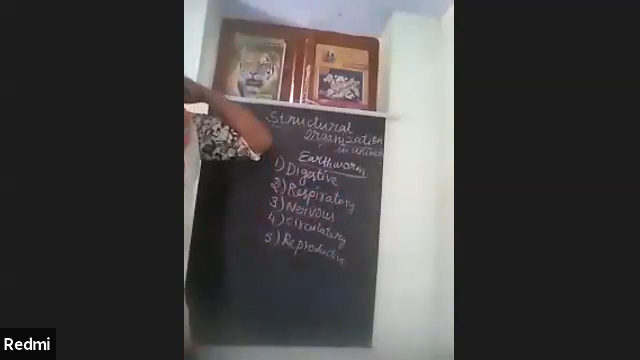 Structural
organization
in animals
Earthworm
1) Digestive
2) Respiratory
3) Nervous
4) Circulatory
5) Reproductive
Redmi